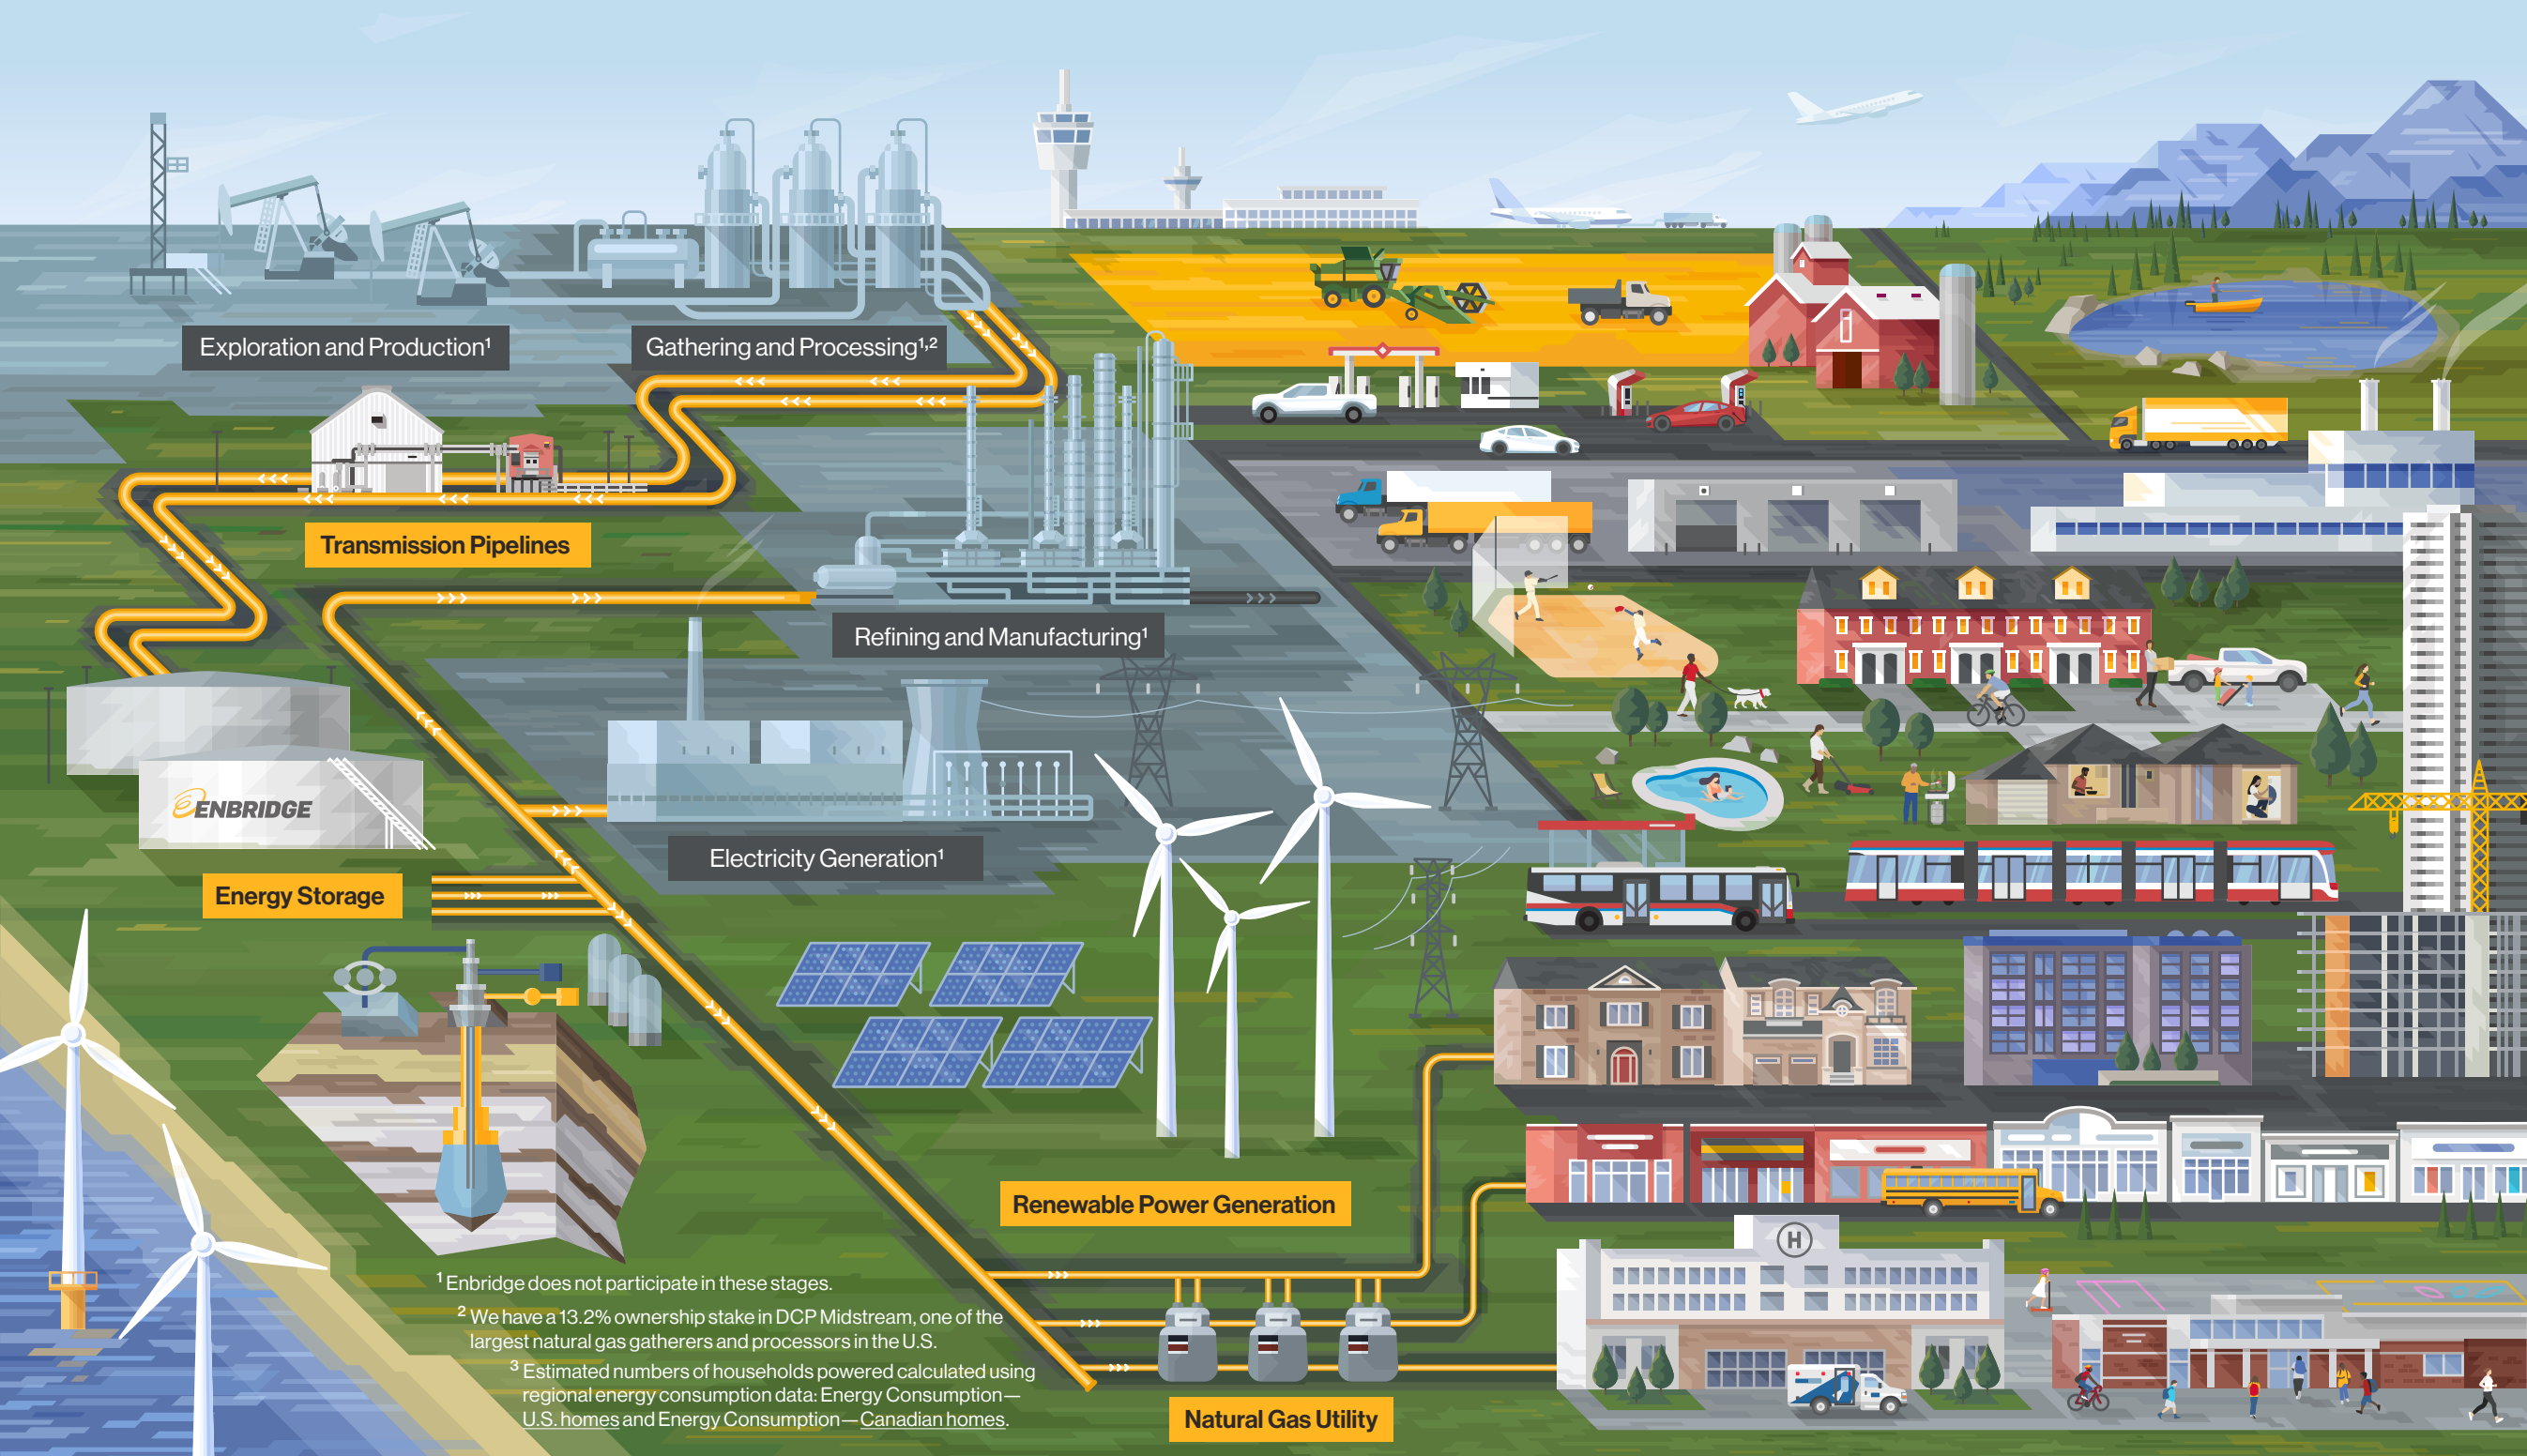 Exploration and Production¹
Gathering and Processing¹,²
Transmission Pipelines
Refining and Manufacturing¹
ENBRIDGE
Electricity Generation¹
Energy Storage
Renewable Power Generation
H
¹ Enbridge does not participate in these stages.
² We have a 13.2% ownership stake in DCP Midstream, one of the
largest natural gas gatherers and processors in the U.S.
³ Estimated numbers of households powered calculated using
regional energy consumption data: Energy Consumption—
U.S. homes and Energy Consumption—Canadian homes.
Natural Gas Utility